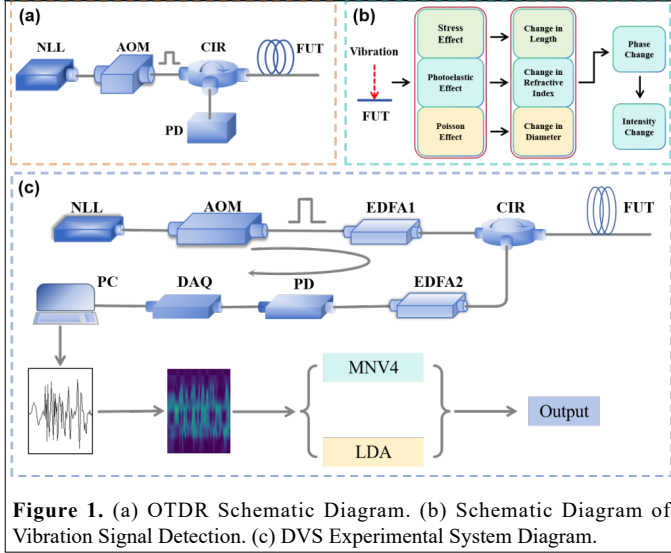 (a)
NLL
AOM
CIR
FUT
PD
(b)
Vibration
FUT
Stress
Effect
Photoelastic
Effect
Poisson
Effect
Change in
Length
Change in
Refractive
Index
Change in
Diameter
Phase
Change
Intensity
Change
(c)
NLL
AOM
EDFA1
CIR
FUT
PC
DAQ
PD
EDFA2
MNV4
LDA
Output
Figure 1. (a) OTDR Schematic Diagram. (b) Schematic Diagram of
Vibration Signal Detection. (c) DVS Experimental System Diagram.